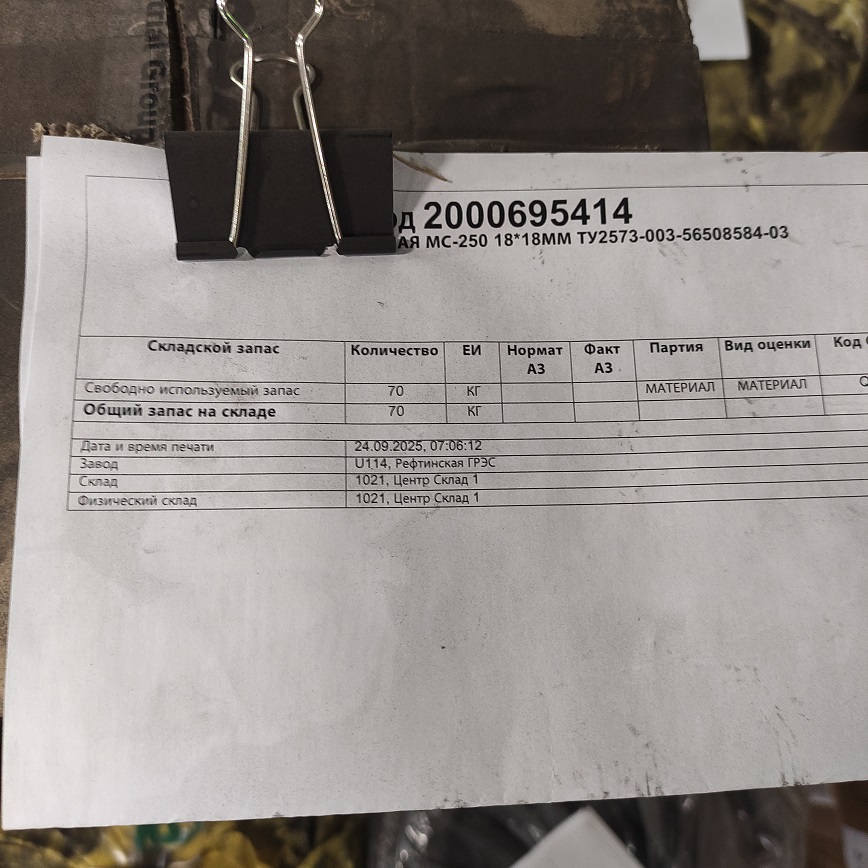 од 2000695414
АЯ МС-250 18*18ММ ТУ2573-003-56508584-03
Складской запас Количество ЕИ Нормат АЗ Факт АЗ Партия Вид оценки Код
Свободно используемый запас 70 КГ МАТЕРИАЛ МАТЕРИАЛ
Общий запас на складе 70 КГ
Дата и время печати 24.09.2025, 07:06:12
Завод U114, Рефтинская ГРЭС
Склад 1021, Центр Склад 1
Физический склад 1021, Центр Склад 1